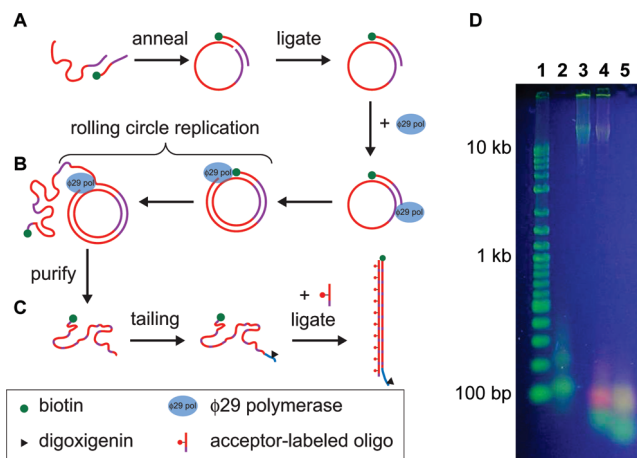 A
anneal
ligate
D
1 2 3 4 5
+ ϕ29 pol
10 kb
rolling circle replication
B
ϕ29 pol
ϕ29 pol
ϕ29 pol
1 kb
purify
C
tailing
+
ligate
100 bp
biotin
ϕ29 pol
ϕ29 polymerase
digoxigenin
acceptor-labeled oligo